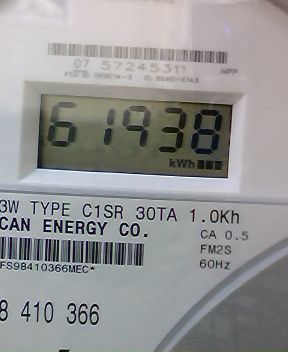 07 57245311
61938
kWh
3W TYPE C1SR 30TA 1.0Kh
CAN ENERGY CO.
CA 0.5
FM2S
60Hz
FS98410366MEC*
8 410 366